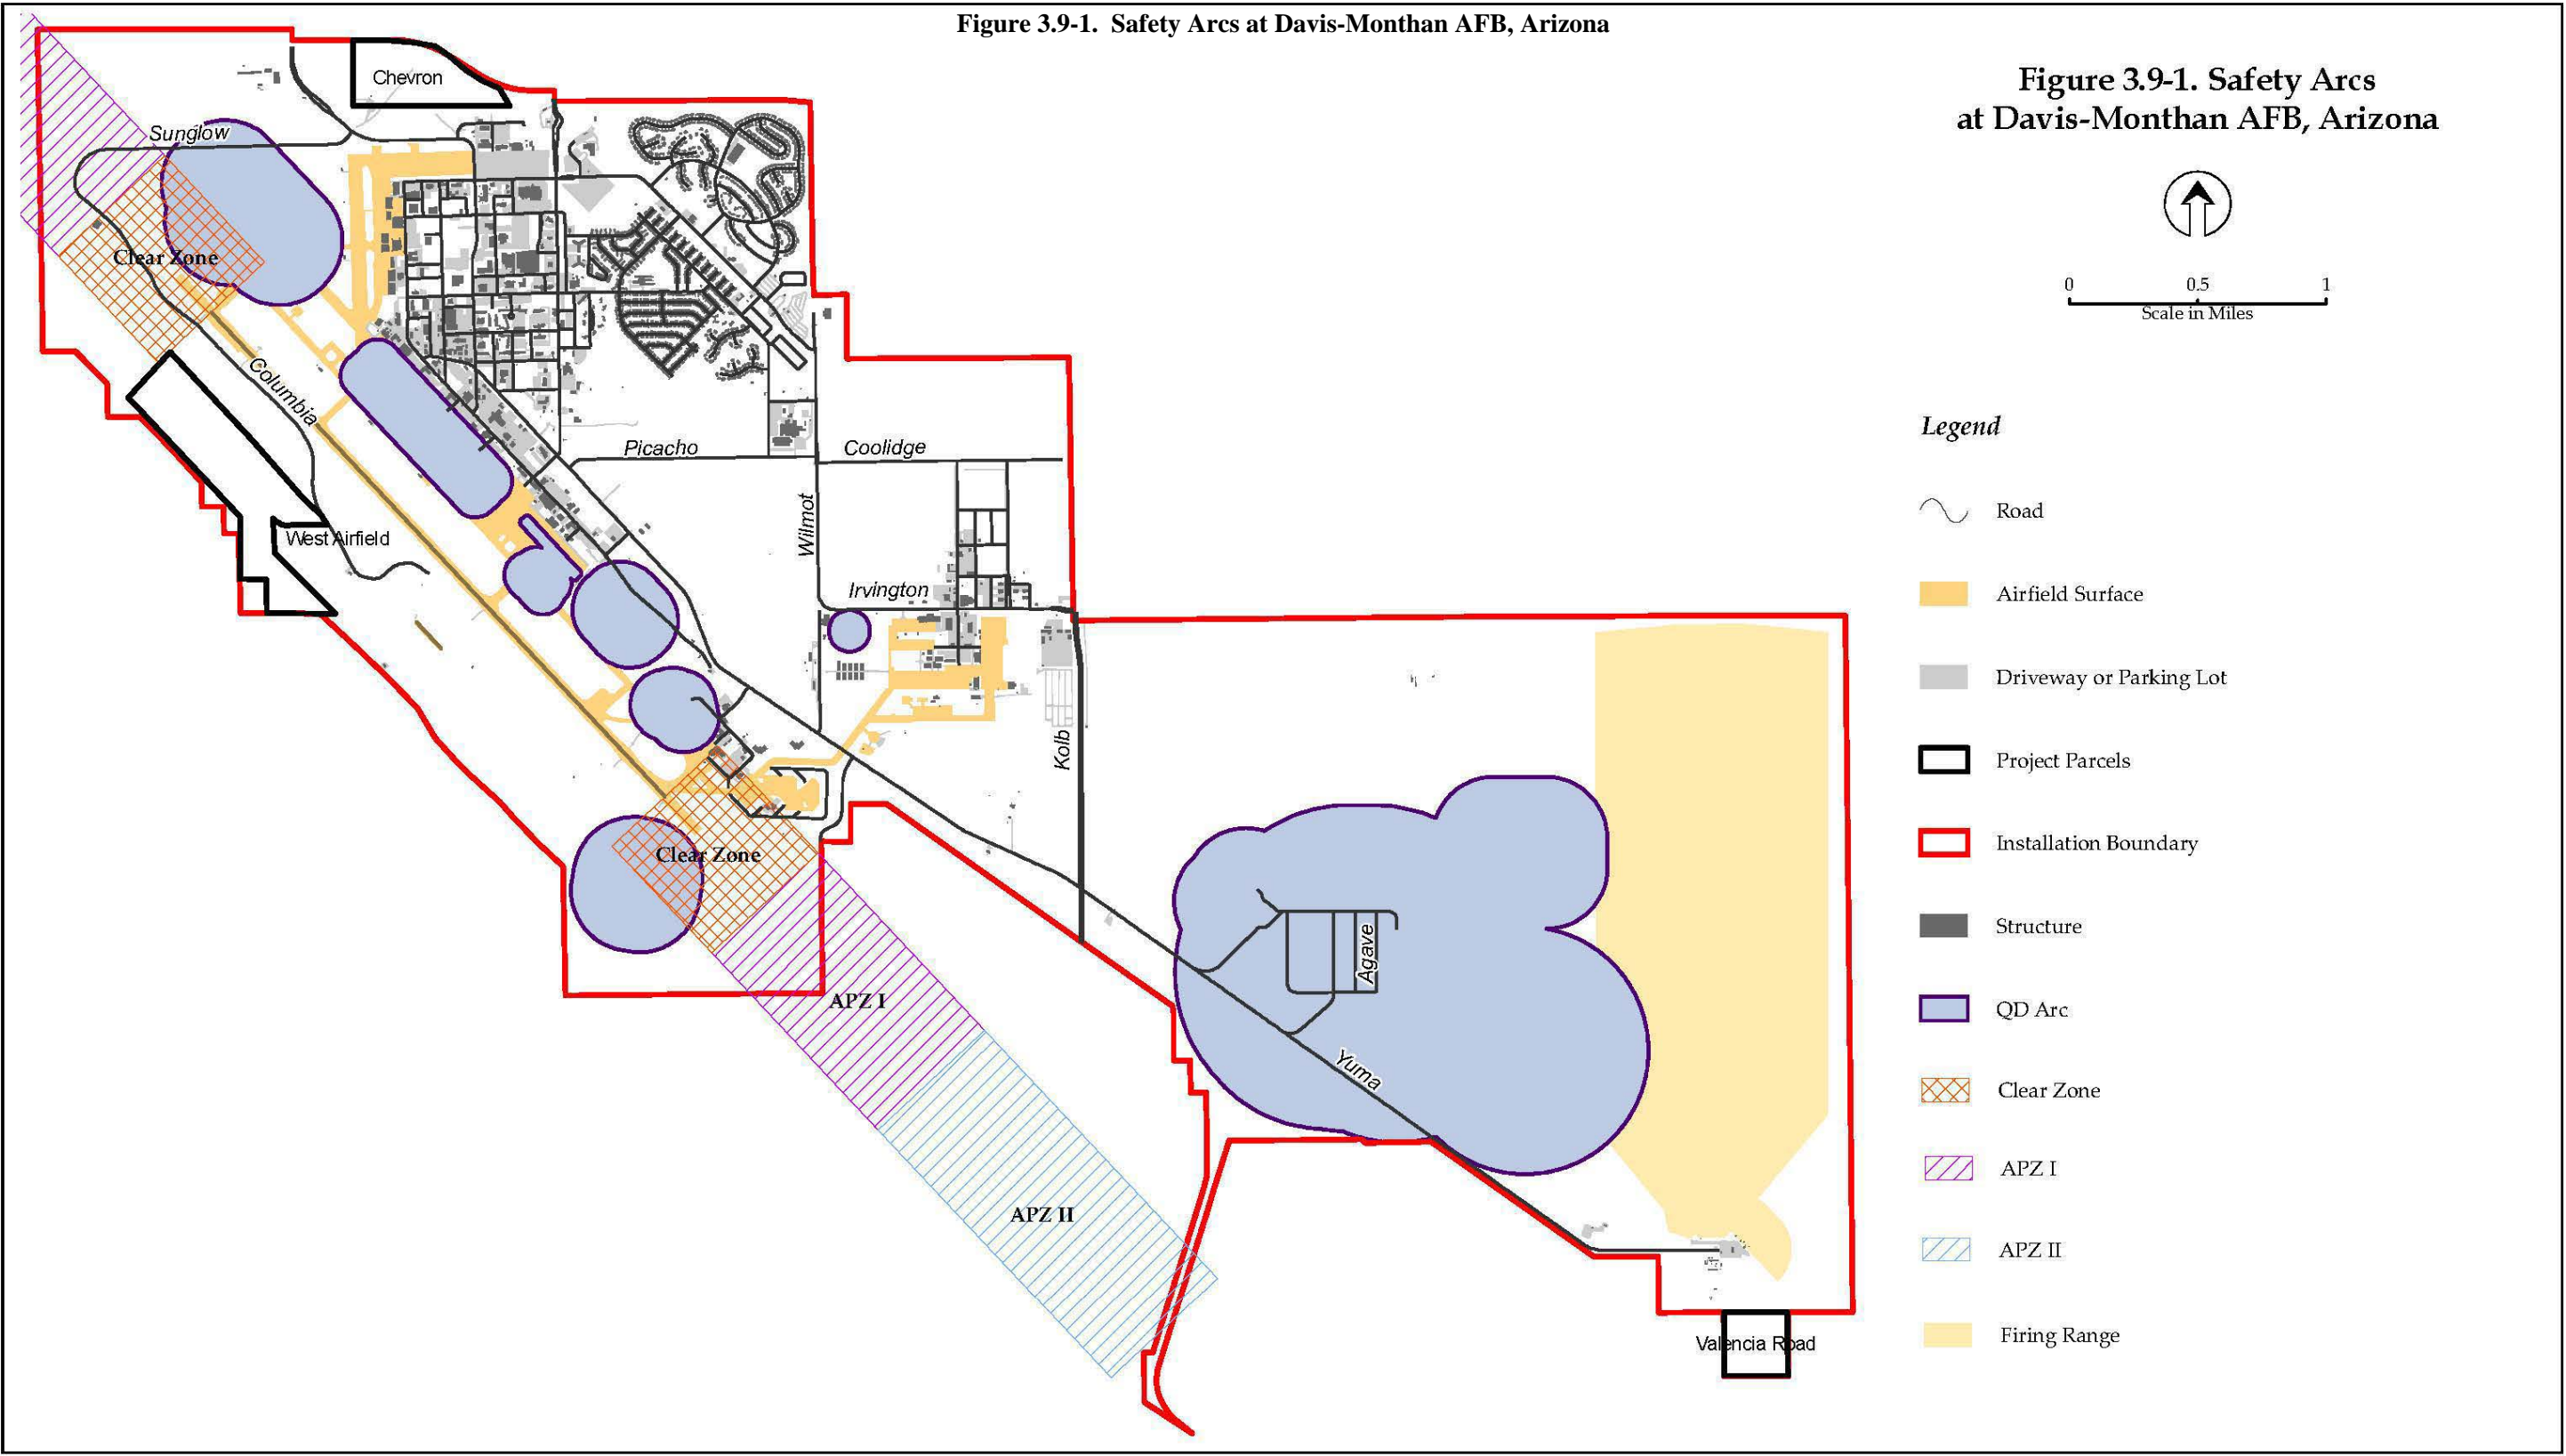 Figure 3.9-1. Safety Arcs at Davis-Monthan AFB, Arizona
Figure 3.9-1. Safety Arcs
at Davis-Monthan AFB, Arizona
0 0.5 1
Scale in Miles
Legend
Road
Airfield Surface
Driveway or Parking Lot
Project Parcels
Installation Boundary
Structure
QD Arc
Clear Zone
APZ I
APZ II
Firing Range
Chevron
Sunglow
Clear Zone
Columbia
Picacho
Coolidge
Wilmot
West Airfield
Irvington
Kolb
Clear Zone
Agave
APZ I
Yuma
APZ II
Valencia Road